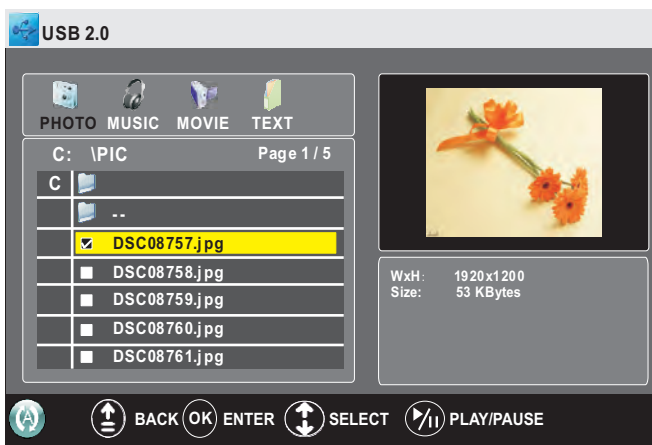 USB 2.0
PHOTO MUSIC MOVIE TEXT
C: \PIC Page 1 / 5
C
--
DSC08757.jpg
DSC08758.jpg
DSC08759.jpg
DSC08760.jpg
DSC08761.jpg
WxH: 1920x1200
Size: 53 KBytes
A BACK OK ENTER SELECT PLAY/PAUSE